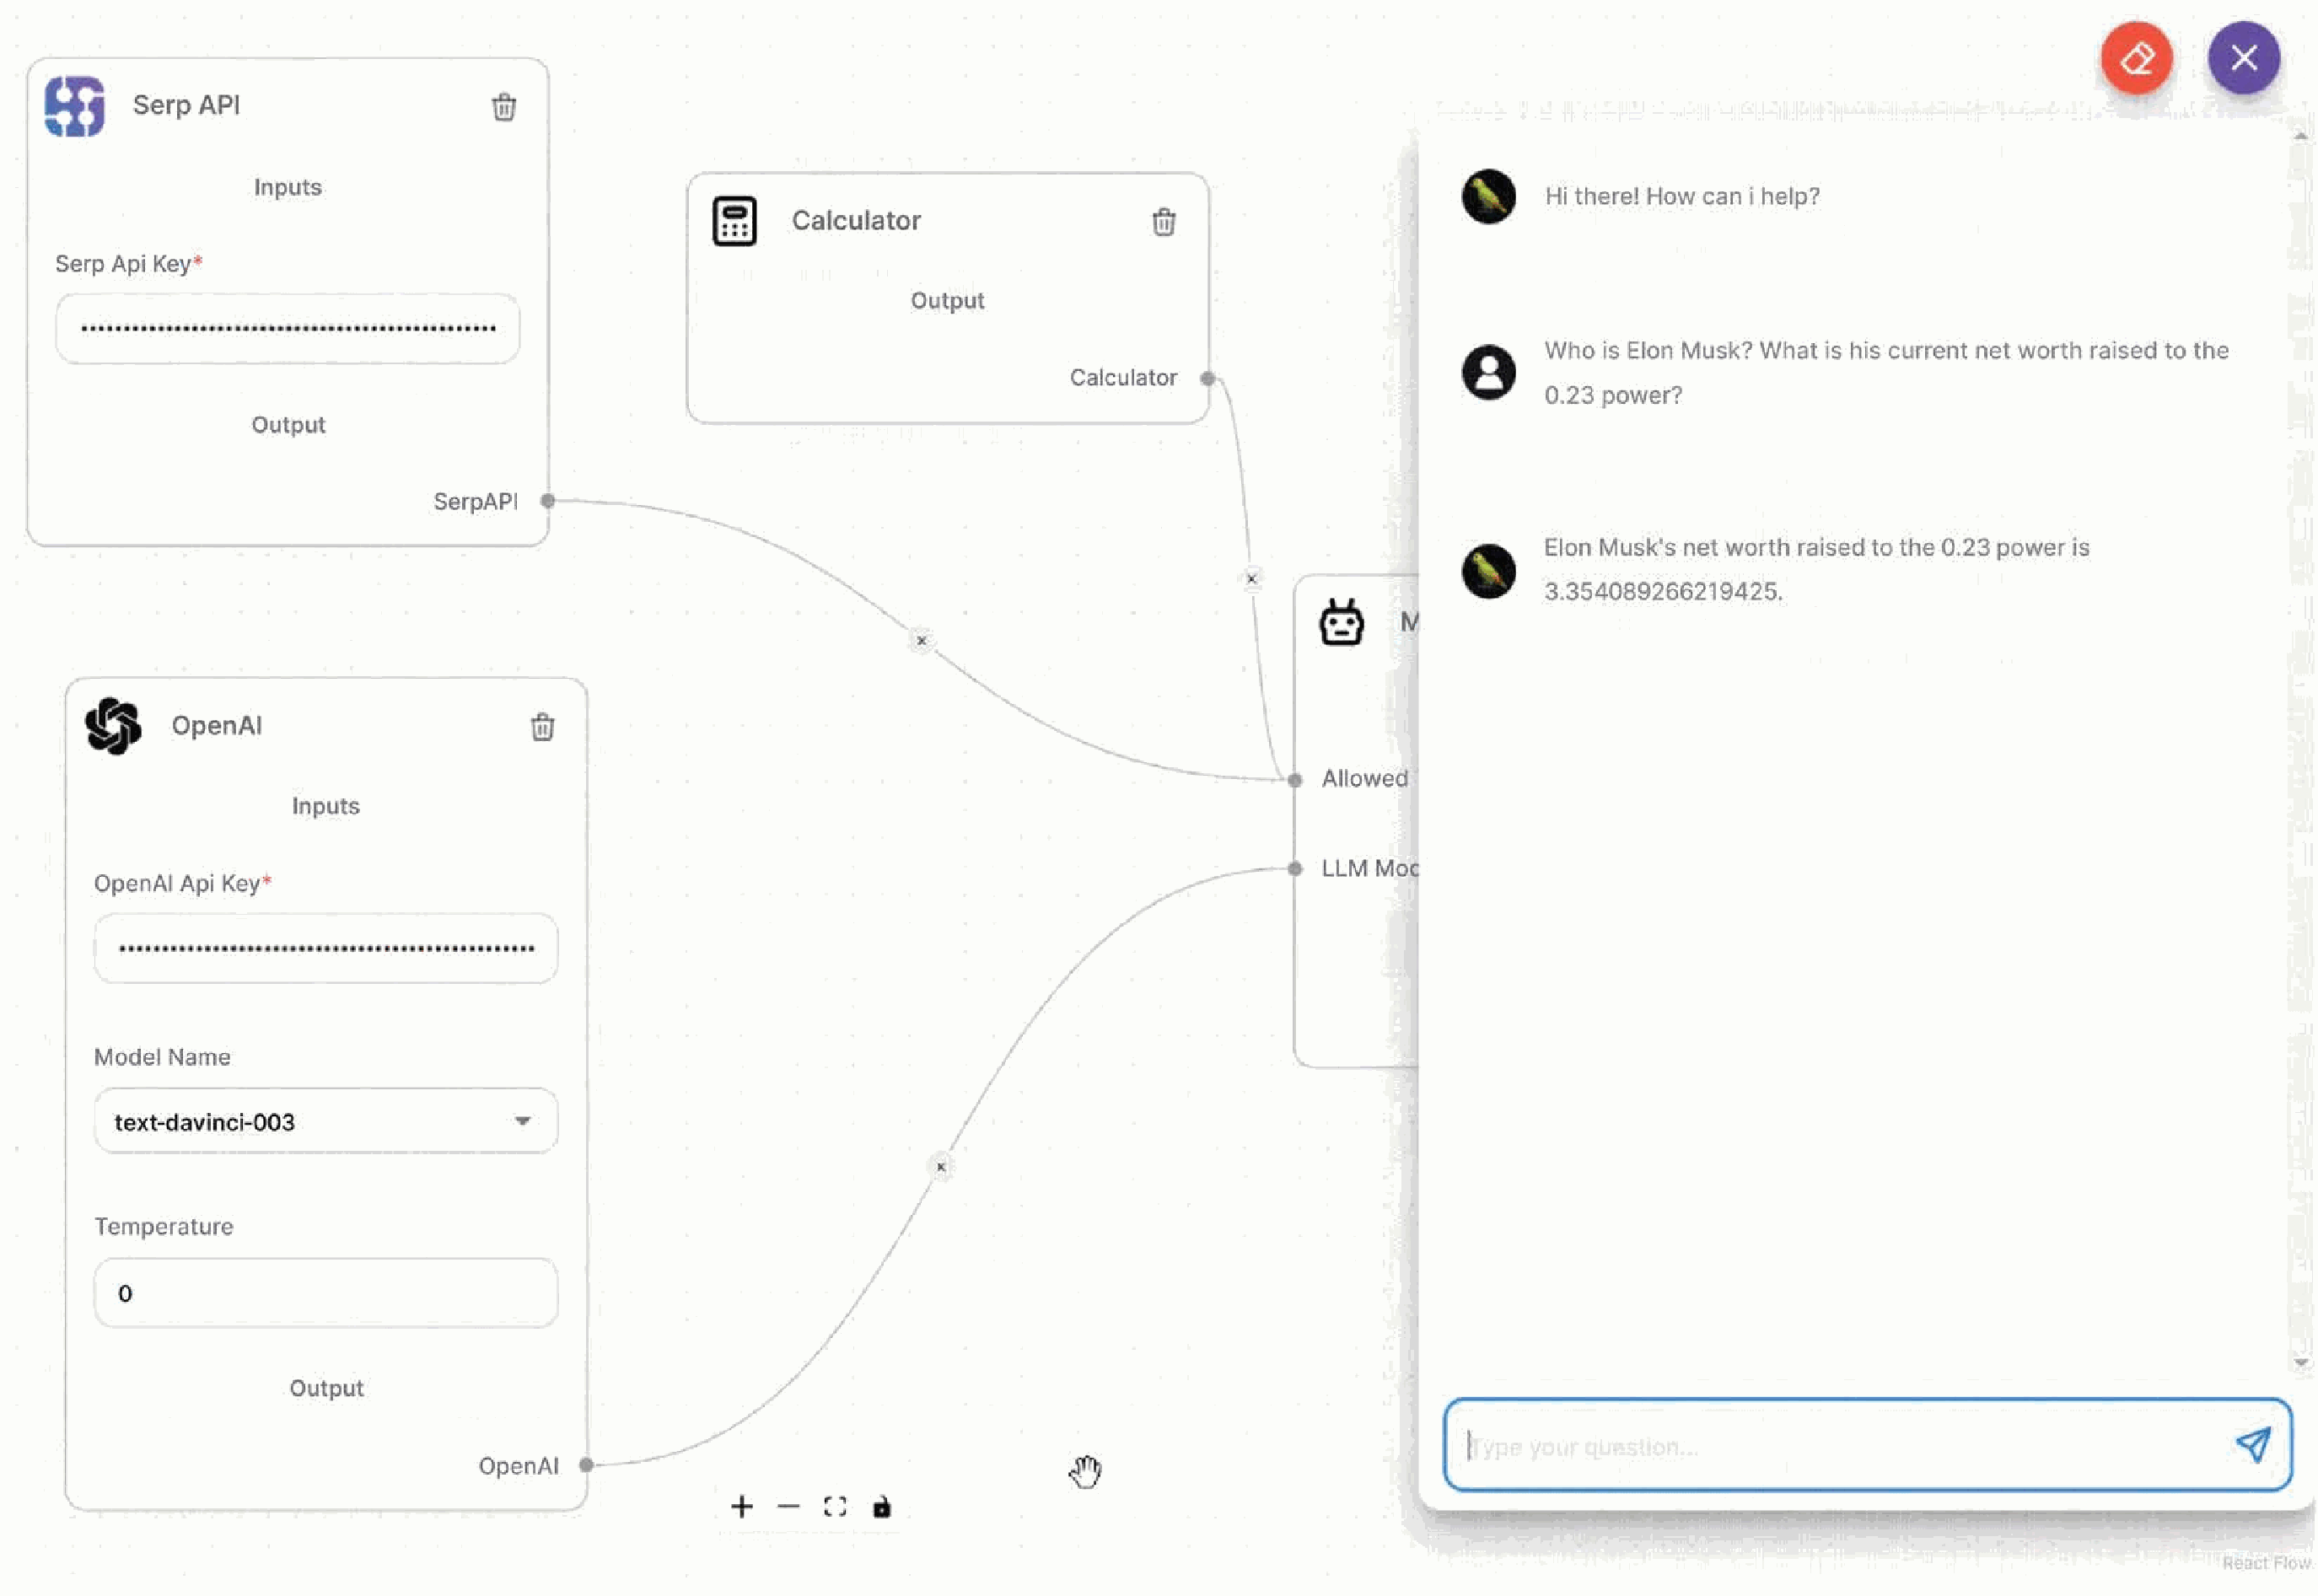 Serp API
Inputs
Serp Api Key*
Output
SerpAPI
Calculator
Output
Calculator
OpenAI
Inputs
OpenAI Api Key*
Model Name
text-davinci-003
Temperature
0
Output
OpenAI
M
Allowed
LLM Mod
Hi there! How can i help?
Who is Elon Musk? What is his current net worth raised to the
0.23 power?
Elon Musk's net worth raised to the 0.23 power is
3.354089266219425.
Type your question...
React Flow